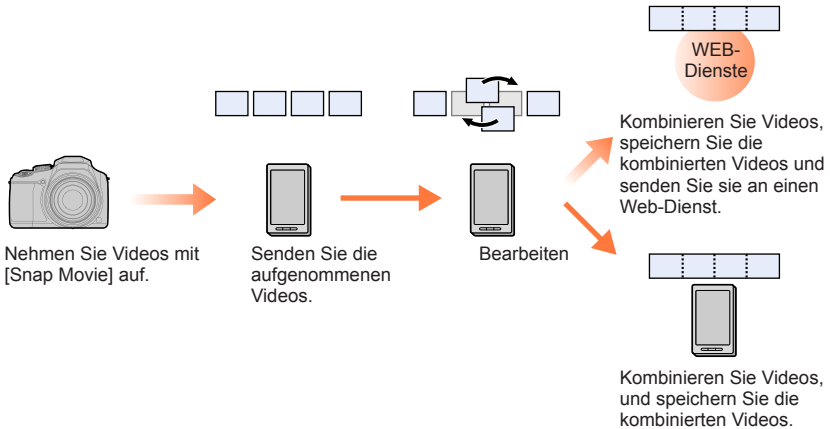 Nehmen Sie Videos mit
[Snap Movie] auf.
Senden Sie die
aufgenommenen
Videos.
Bearbeiten
WEB-
Dienste
Kombinieren Sie Videos,
speichern Sie die
kombinierten Videos und
senden Sie sie an einen
Web-Dienst.
Kombinieren Sie Videos,
und speichern Sie die
kombinierten Videos.